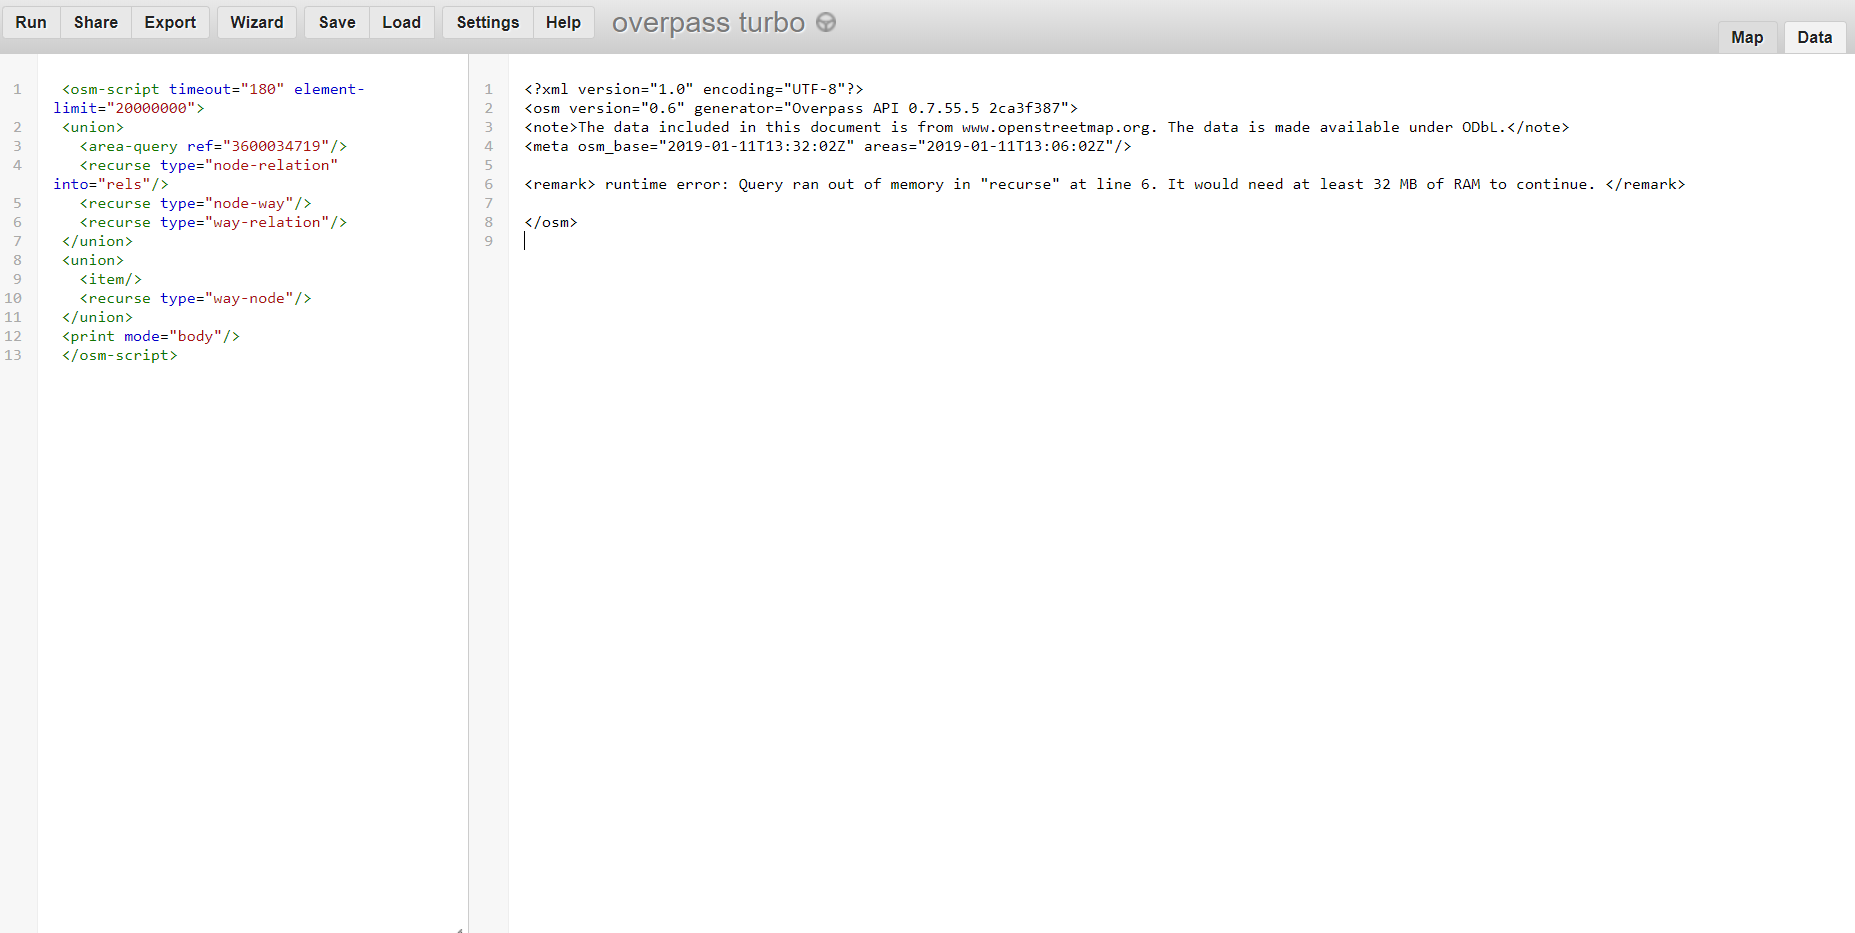 Run Share Export Wizard Save Load Settings Help overpass turbo Map Data
1 <osm-script timeout="180" element-
limit="20000000">
2 <union>
3 <area-query ref="3600034719"/>
4 <recurse type="node-relation"
into="rels"/>
5 <recurse type="node-way"/>
6 <recurse type="way-relation"/>
7 </union>
8 <union>
9 <item/>
10 <recurse type="way-node"/>
11 </union>
12 <print mode="body"/>
13 </osm-script>
1 <?xml version="1.0" encoding="UTF-8"?>
2 <osm version="0.6" generator="Overpass API 0.7.55.5 2ca3f387">
3 <note>The data included in this document is from www.openstreetmap.org. The data is made available under ODbL.</note>
4 <meta osm_base="2019-01-11T13:32:02Z" areas="2019-01-11T13:06:02Z"/>
5
6 <remark> runtime error: Query ran out of memory in "recurse" at line 6. It would need at least 32 MB of RAM to continue. </remark>
7
8 </osm>
9